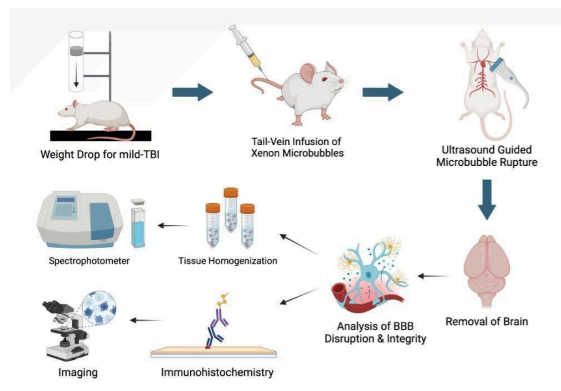 Weight Drop for mild-TBI
Tail-Vein Infusion of
Xenon Microbubbles
Ultrasound Guided
Microbubble Rupture
Spectrophotometer
Tissue Homogenization
Analysis of BBB
Disruption & Integrity
Removal of Brain
Imaging
Immunohistochemistry